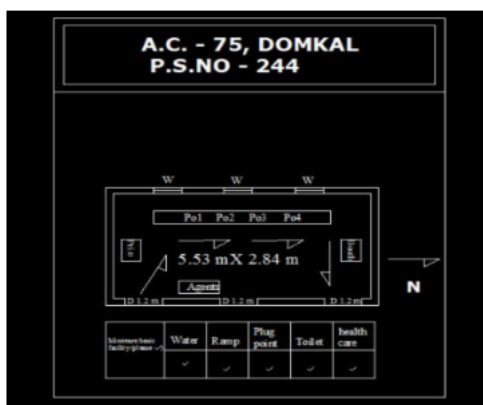 A.C. - 75, DOMKAL
P.S.NO - 244
W W W
Po1 Po2 Po3 Po4
5.53 mX 2.84 m
Agents
N
D 1.2 m D 1.2 m D 1.2 m
Water Ramp Plug point Toilet health care
✓ ✓ ✓ ✓ ✓